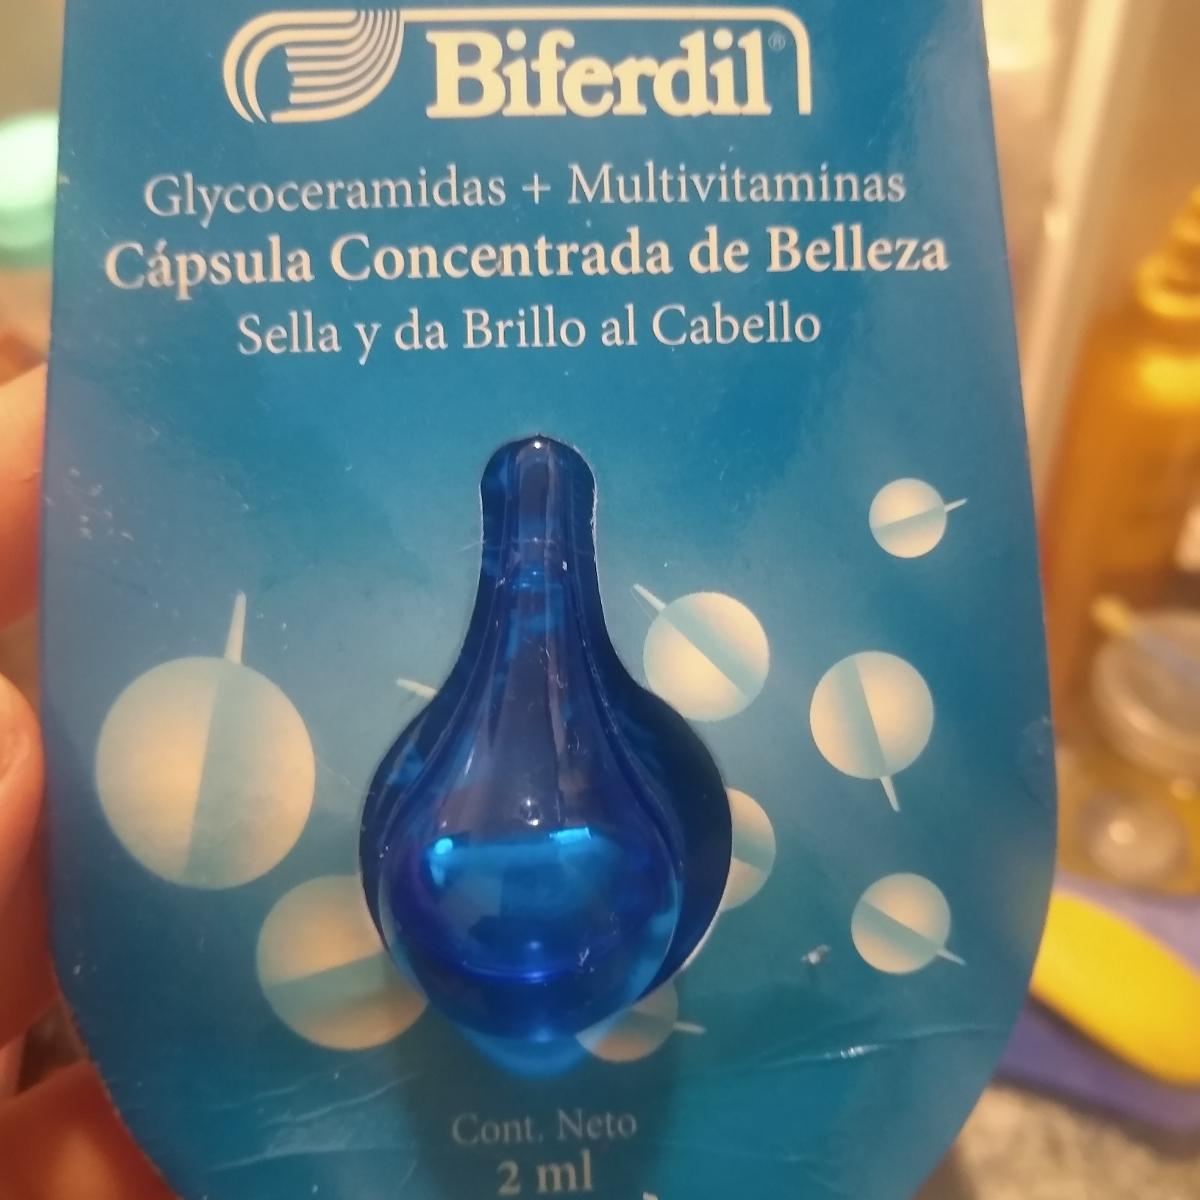 Biferdil®
Glycoceramidas + Multivitaminas
Cápsula Concentrada de Belleza
Sella y da Brillo al Cabello
Cont. Neto
2 ml